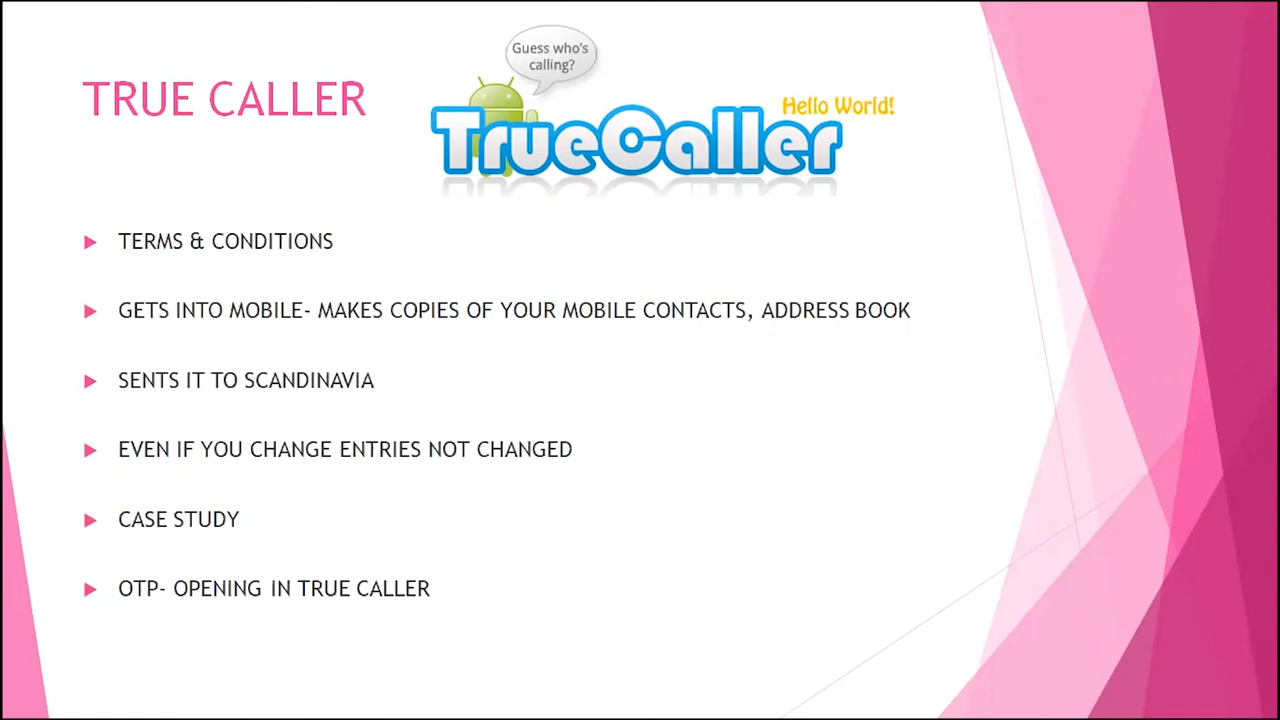 Guess who's
calling?
TRUE CALLER
Hello World!
TrueCaller
TERMS & CONDITIONS
GETS INTO MOBILE- MAKES COPIES OF YOUR MOBILE CONTACTS, ADDRESS BOOK
SENTS IT TO SCANDINAVIA
EVEN IF YOU CHANGE ENTRIES NOT CHANGED
CASE STUDY
OTP- OPENING IN TRUE CALLER